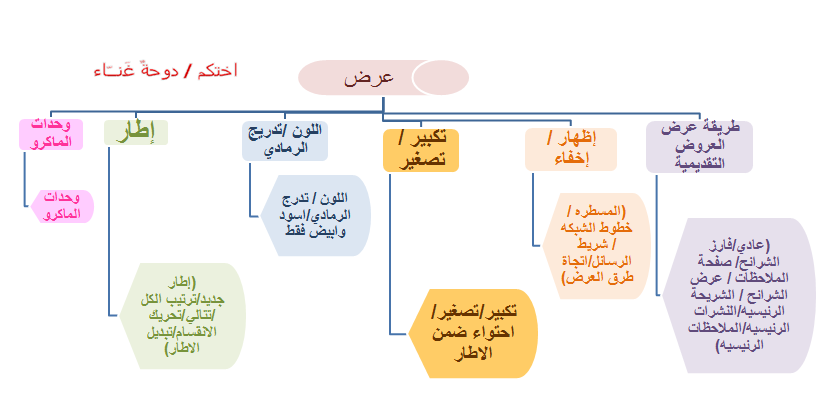 اختكم / دوحةٌ غَنــّاء
عرض
طريقة عرض
العروض
التقديمية
إظهار /
إخفاء
تكبير /
تصغير
اللون /تدريج
الرمادي
إطار
وحدات
الماكرو
(عادي/فارز
الشرائح/ صفحة
الملاحظات / عرض
الشرائح / الشريحة
الرئيسيه/النشرات
الرئيسيه/الملاحظات
الرئيسيه)
(المسطره /
خطوط الشبكه
/ شريط
الرسائل/اتجاة
طرق العرض)
تكبير/تصغير/
احتواء ضمن
الاطار
اللون / تدرج
الرمادي/اسود
وابيض فقط
(إطار
جديد/ترتيب الكل
/تتالي/تحريك
الانقسام/تبديل
الاطار)
وحدات
الماكرو